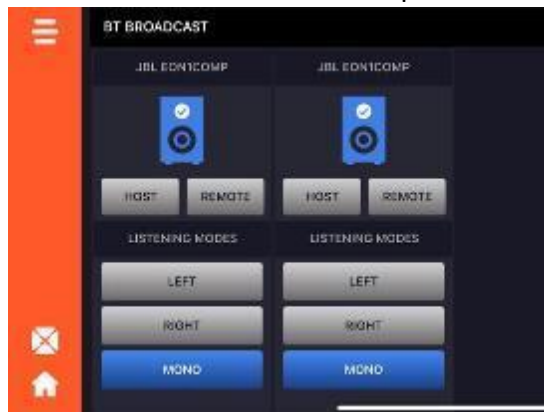 BT BROADCAST
JBL EON1COMP JBL EON1COMP
HOST REMOTE HOST REMOTE
LISTENING MODES LISTENING MODES
LEFT LEFT
RIGHT RIGHT
MONO MONO